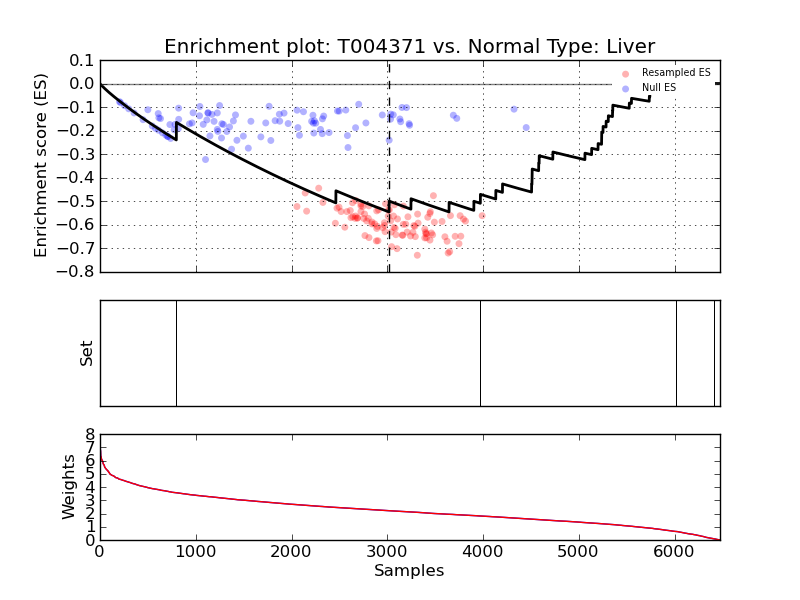 Enrichment plot: T004371 vs. Normal Type: Liver
0.1
0.0
−0.1
−0.2
−0.3
−0.4
−0.5
−0.6
−0.7
−0.8
Enrichment score (ES)
Resampled ES
Null ES
Set
8
7
6
5
4
3
2
1
0
Weights
0 1000 2000 3000 4000 5000 6000
Samples